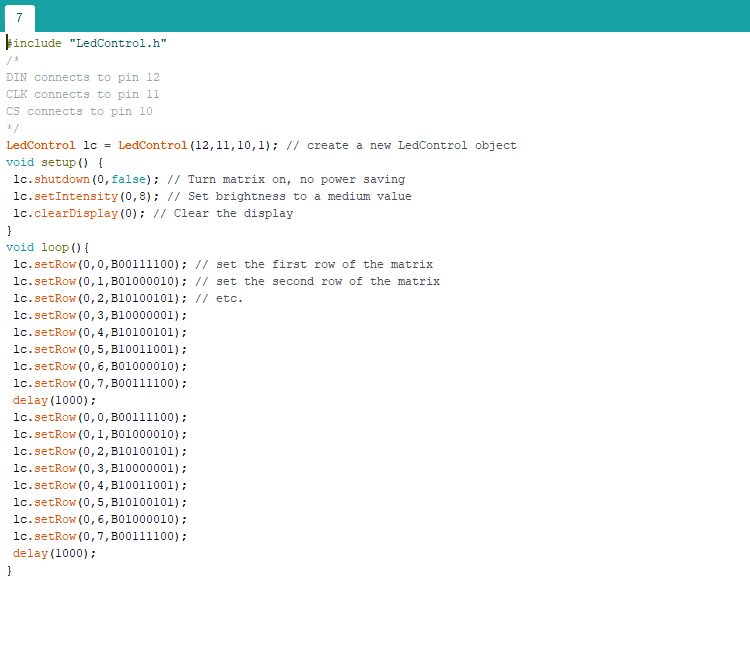 7
#include "LedControl.h"
/*
DIN connects to pin 12
CLK connects to pin 11
CS connects to pin 10
*/
LedControl lc = LedControl(12,11,10,1); // create a new LedControl object
void setup() {
 lc.shutdown(0,false); // Turn matrix on, no power saving
 lc.setIntensity(0,8); // Set brightness to a medium value
 lc.clearDisplay(0); // Clear the display
}
void loop(){
 lc.setRow(0,0,B00111100); // set the first row of the matrix
 lc.setRow(0,1,B01000010); // set the second row of the matrix
 lc.setRow(0,2,B10100101); // etc.
 lc.setRow(0,3,B10000001);
 lc.setRow(0,4,B10100101);
 lc.setRow(0,5,B10011001);
 lc.setRow(0,6,B01000010);
 lc.setRow(0,7,B00111100);
 delay(1000);
 lc.setRow(0,0,B00111100);
 lc.setRow(0,1,B01000010);
 lc.setRow(0,2,B10100101);
 lc.setRow(0,3,B10000001);
 lc.setRow(0,4,B10011001);
 lc.setRow(0,5,B10100101);
 lc.setRow(0,6,B01000010);
 lc.setRow(0,7,B00111100);
 delay(1000);
}